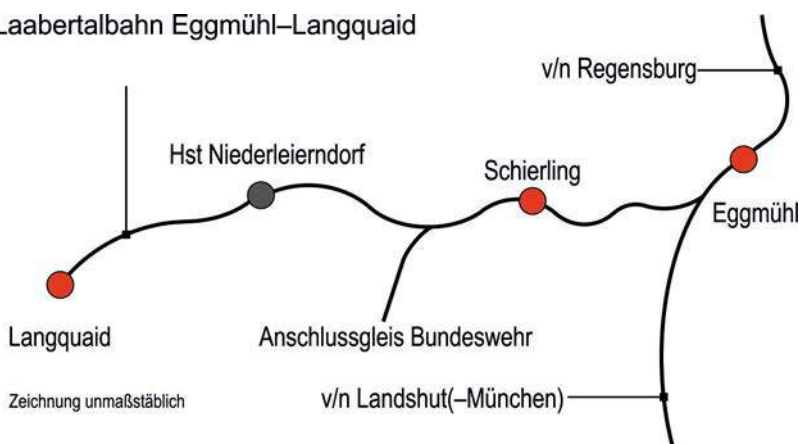 Laabertalbahn Eggmühl–Langquaid
v/n Regensburg
Hst Niederleierndorf
Schierling
Eggmühl
Langquaid
Anschlussgleis Bundeswehr
Zeichnung unmaßstäblich
v/n Landshut(–München)